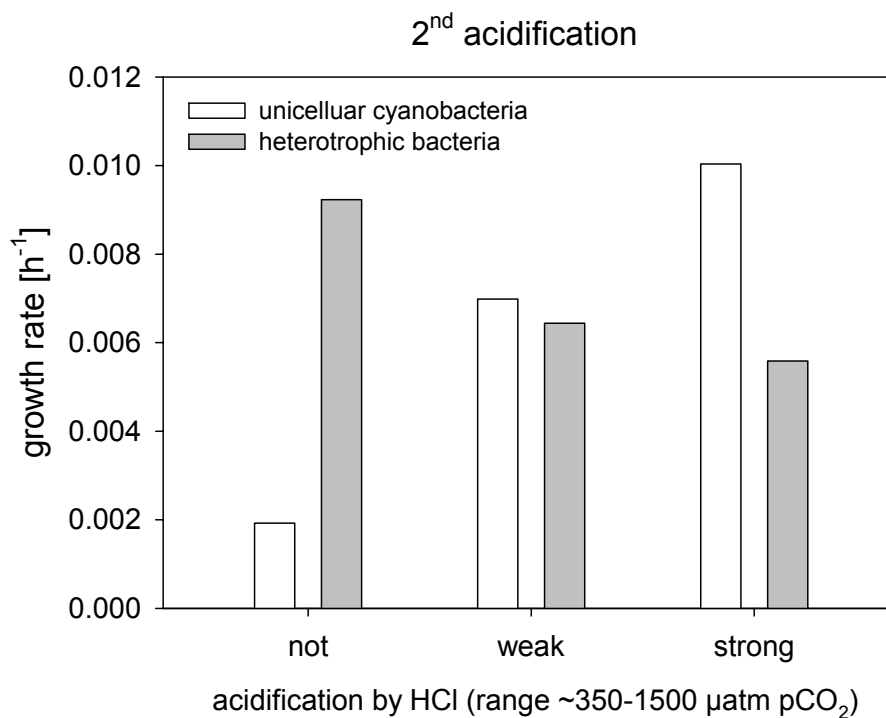 2nd acidification
0.012
unicelluar cyanobacteria
heterotrophic bacteria
0.010
0.008
0.006
0.004
0.002
0.000
growth rate [h-1]
not weak strong
acidification by HCl (range ~350-1500 µatm pCO2)